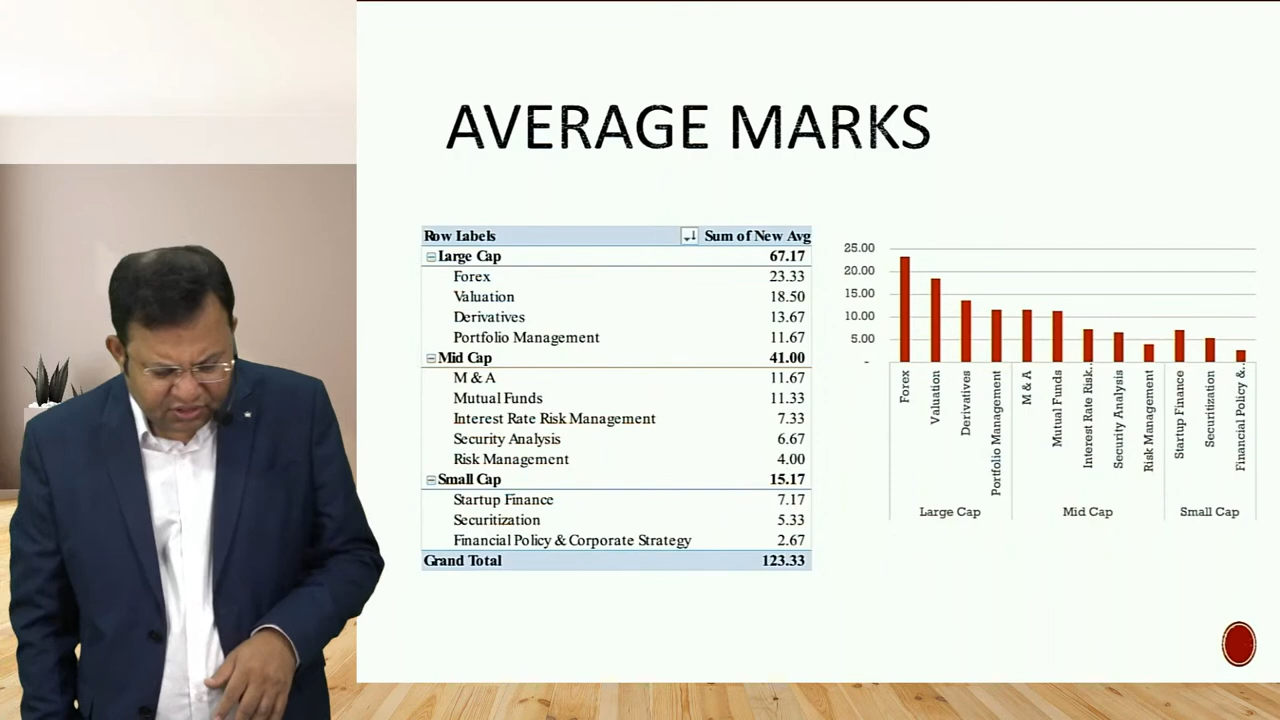 AVERAGE MARKS
Row Labels Sum of New Avg
Large Cap 67.17
Forex 23.33
Valuation 18.50
Derivatives 13.67
Portfolio Management 11.67
Mid Cap 41.00
M & A 11.67
Mutual Funds 11.33
Interest Rate Risk Management 7.33
Security Analysis 6.67
Risk Management 4.00
Small Cap 15.17
Startup Finance 7.17
Securitization 5.33
Financial Policy & Corporate Strategy 2.67
Grand Total 123.33
25.00
20.00
15.00
10.00
5.00
-
Forex
Valuation
Derivatives
Portfolio Management
M & A
Mutual Funds
Interest Rate Risk...
Security Analysis
Risk Management
Startup Finance
Securitization
Financial Policy &...
Large Cap
Mid Cap
Small Cap